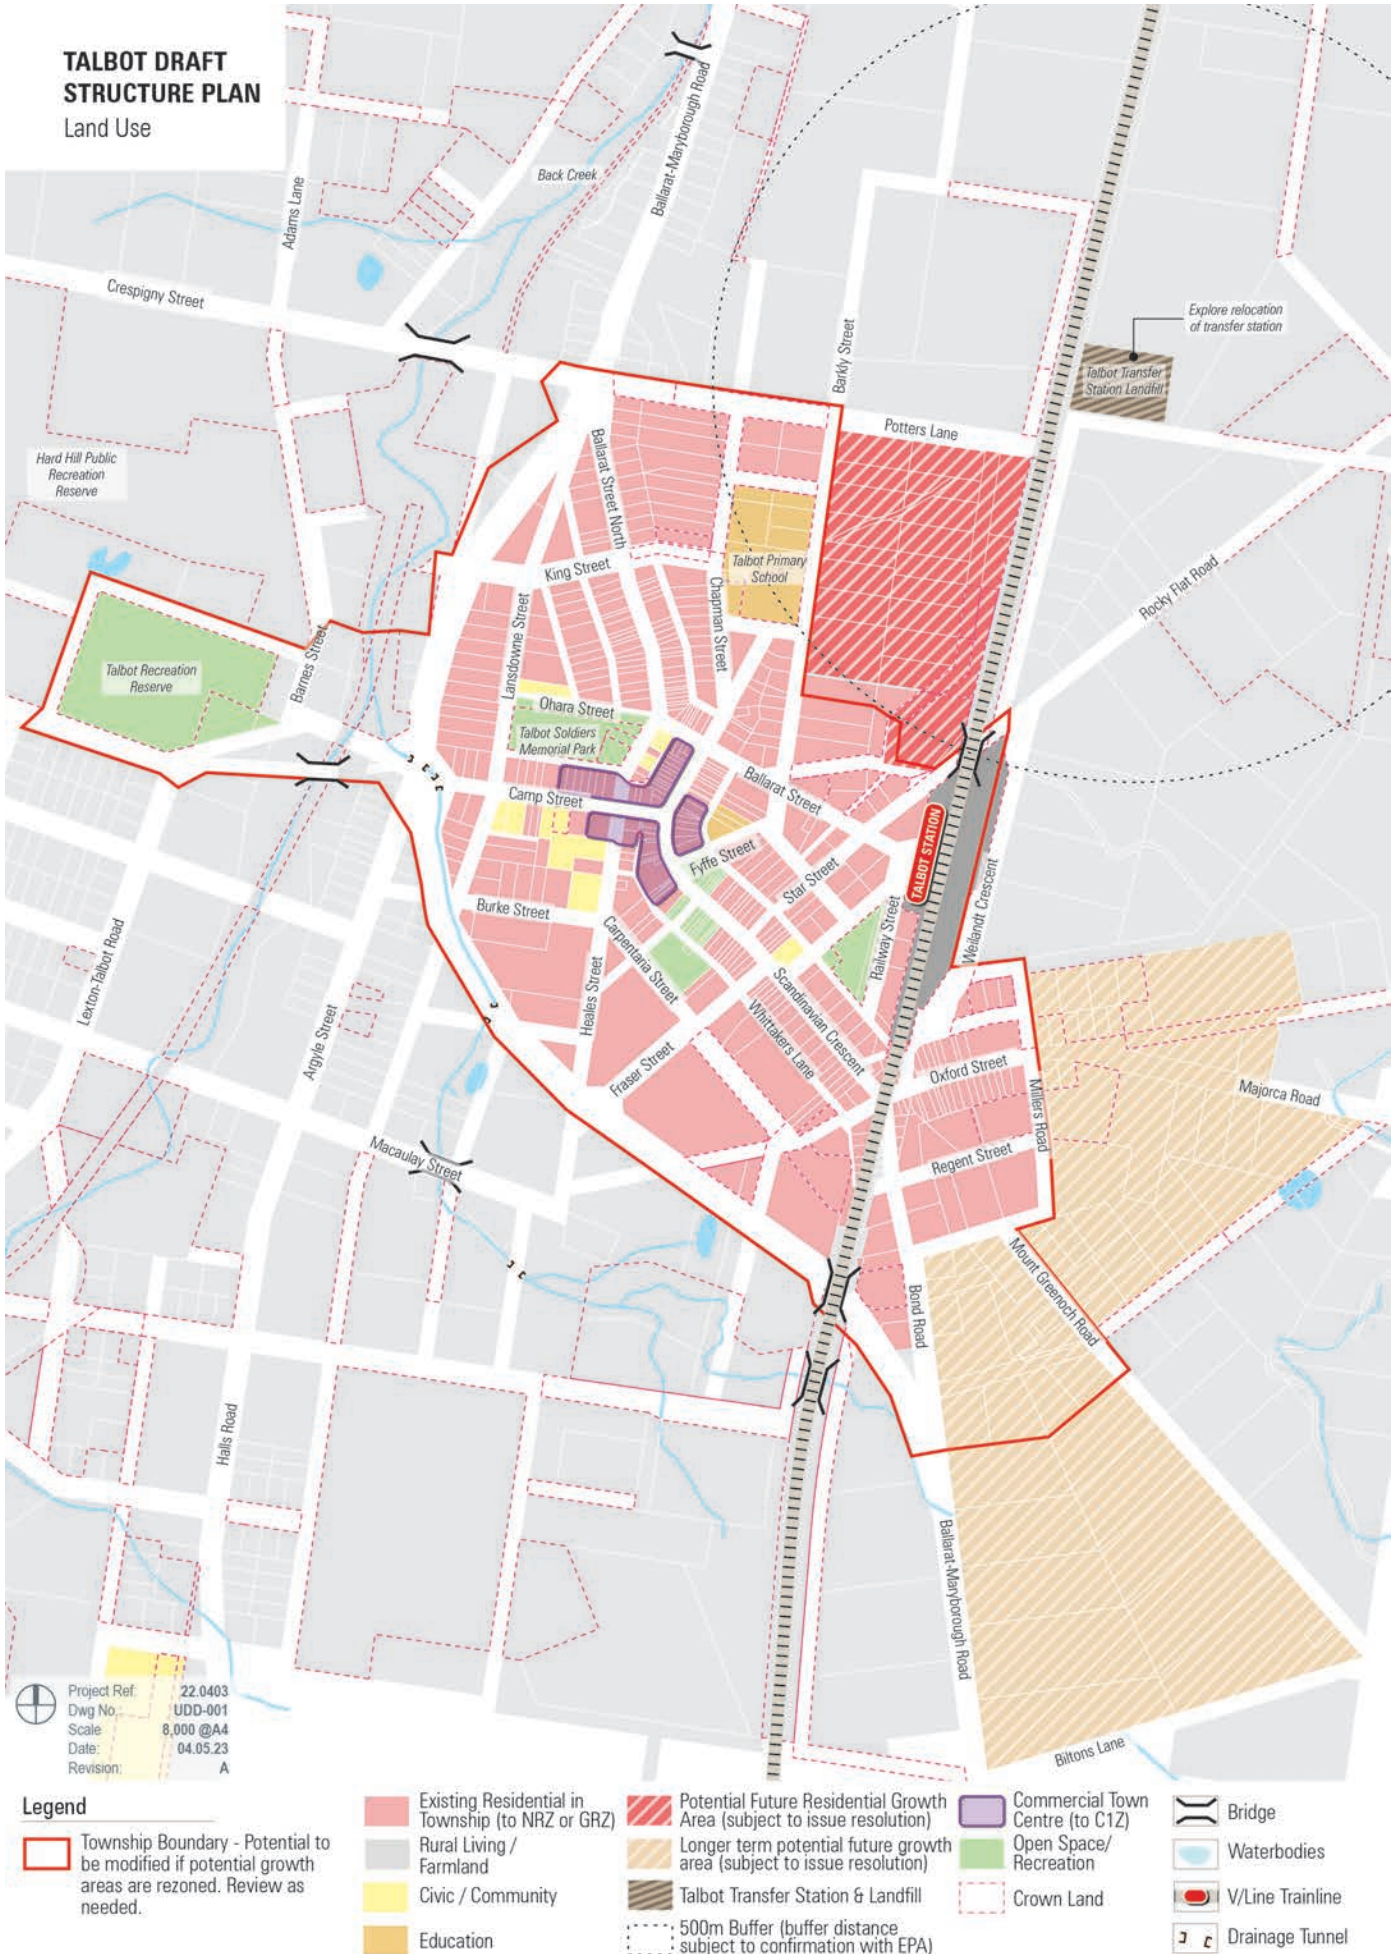 TALBOT DRAFT
STRUCTURE PLAN
Land Use
Back Creek
Ballarat-Maryborough Road
Adams Lane
Crespigny Street
Barkly Street
Explore relocation
of transfer station
Talbot Transfer
Station Landfill
Potters Lane
Hard Hill Public
Recreation
Reserve
Ballarat Street North
King Street
Talbot Primary
School
Chapman Street
Rocky Flat Road
Lansdowne Street
Talbot Recreation
Reserve
Barnes Street
Ohara Street
Talbot Soldiers
Memorial Park
Camp Street
Ballarat Street
TALBOT STATION
Fyffe Street
Star Street
Weilandt Crescent
Railway Street
Burke Street
Carpentaria Street
Lexton-Talbot Road
Heales Street
Scandinavian Crescent
Whittakers Lane
Argyle Street
Fraser Street
Oxford Street
Millers Road
Majorca Road
Macaulay Street
Regent Street
Mount Greenoch Road
Bond Road
Halls Road
Ballarat-Maryborough Road
Biltons Lane
Project Ref: 22.0403
Dwg No.: UDD-001
Scale 8,000 @A4
Date: 04.05.23
Revision: A
Legend
Township Boundary - Potential to
be modified if potential growth
areas are rezoned. Review as
needed.
Existing Residential in
Township (to NRZ or GRZ)
Rural Living /
Farmland
Civic / Community
Education
Potential Future Residential Growth
Area (subject to issue resolution)
Longer term potential future growth
area (subject to issue resolution)
Talbot Transfer Station & Landfill
500m Buffer (buffer distance
subject to confirmation with EPA)
Commercial Town
Centre (to C1Z)
Open Space/
Recreation
Crown Land
Bridge
Waterbodies
V/Line Trainline
Drainage Tunnel